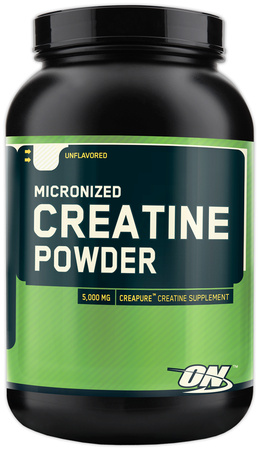 UNFLAVORED
MICRONIZED
CREATINE
POWDER
5,000 MG CREAPURE™ CREATINE SUPPLEMENT
ON